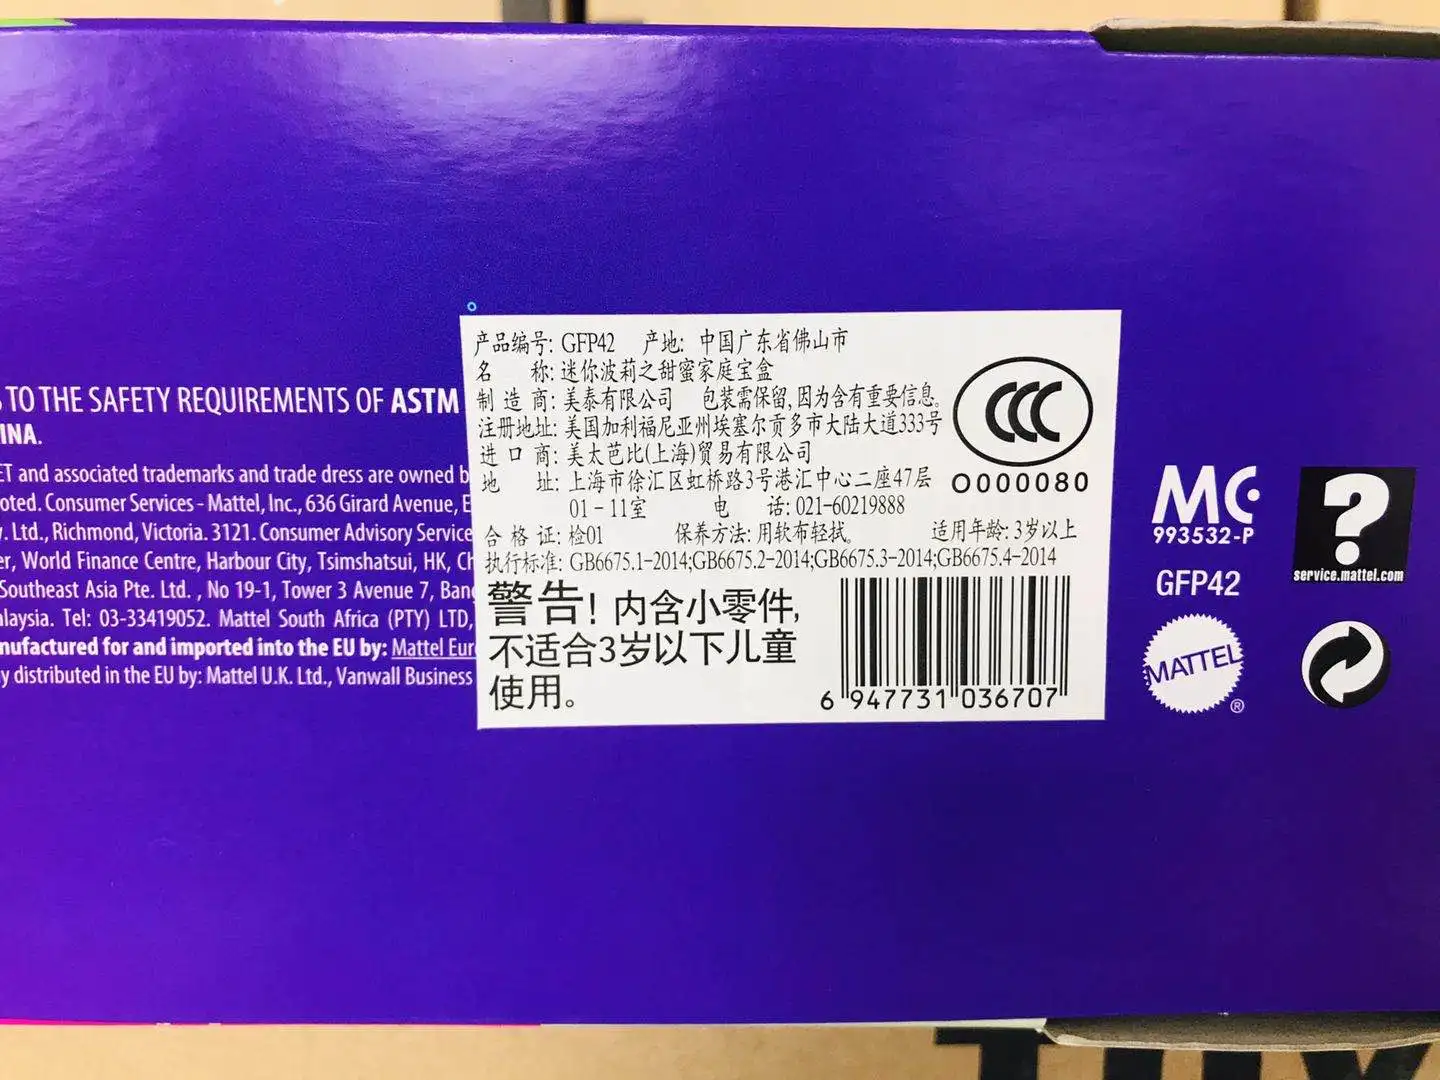 TO THE SAFETY REQUIREMENTS OF ASTM
INA.
ET and associated trademarks and trade dress are owned b
oted. Consumer Services - Mattel, Inc., 636 Girard Avenue, E
. Ltd., Richmond, Victoria. 3121. Consumer Advisory Service
er, World Finance Centre, Harbour City, Tsimshatsui, HK, Ch
Southeast Asia Pte. Ltd. , No 19-1, Tower 3 Avenue 7, Bang
alaysia. Tel: 03-33419052. Mattel South Africa (PTY) LTD,
nufactured for and imported into the EU by: Mattel Eur
y distributed in the EU by: Mattel U.K. Ltd., Vanwall Business
产品编号: GFP42 产地: 中国广东省佛山市
名 称: 迷你波莉之甜蜜家庭宝盒
制 造 商: 美泰有限公司 包装需保留,因为含有重要信息。
注册地址: 美国加利福尼亚州埃塞尔贡多市大陆大道333号
进 口 商: 美太芭比(上海)贸易有限公司
地 址: 上海市徐汇区虹桥路3号港汇中心二座47层
01-11室 电 话: 021-60219888
合 格 证: 检01 保养方法: 用软布轻拭。 适用年龄: 3岁以上
执行标准: GB6675.1-2014;GB6675.2-2014;GB6675.3-2014;GB6675.4-2014
警告! 内含小零件,
不适合3岁以下儿童
使用。
CCC
O000080
6 947731 036707
MC
993532-P
GFP42
MATTEL
®
?
service.mattel.com